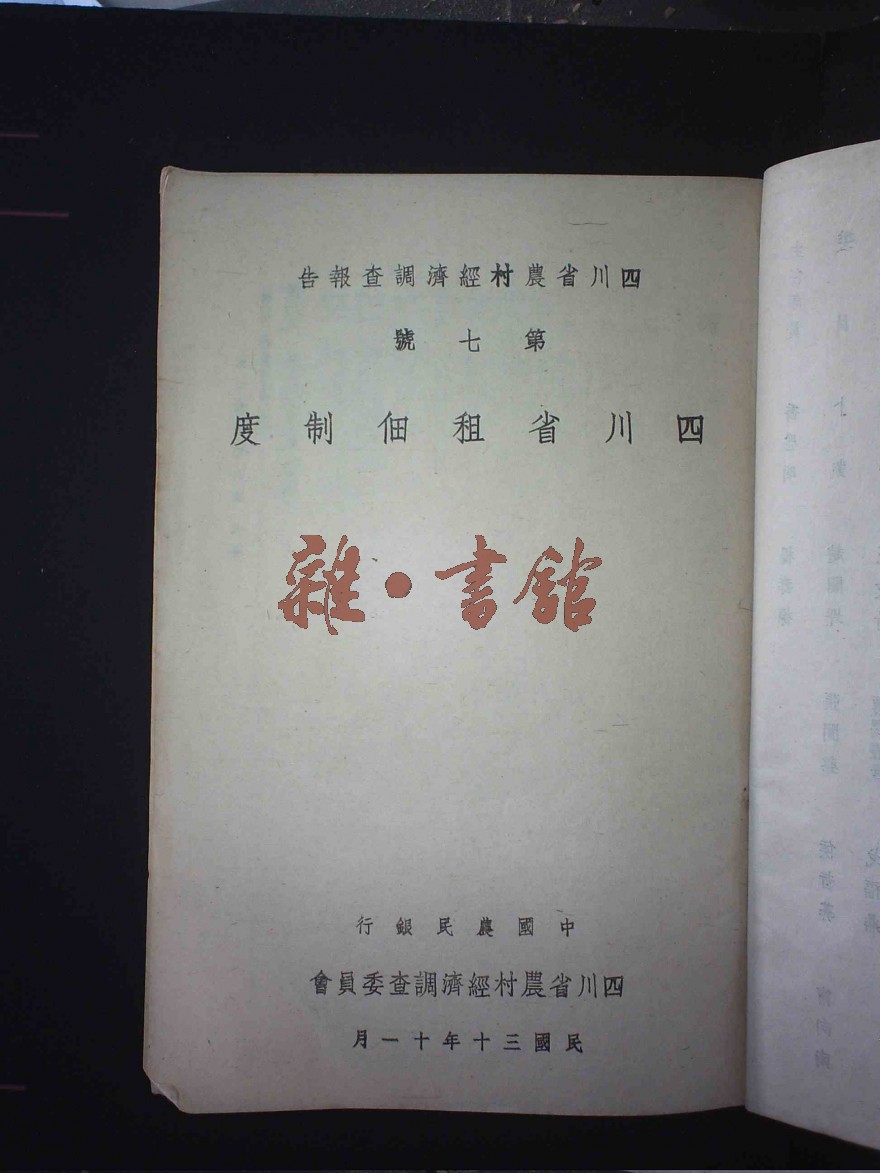 四川省農村經濟調查報告
第七號
四川省租佃制度
雜·書館
中國農民銀行
四川省農村經濟調查委員會
民國三十年十一月